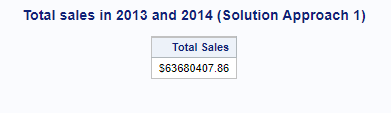 Total sales in 2013 and 2014 (Solution Approach 1)
Total Sales
$63680407.86